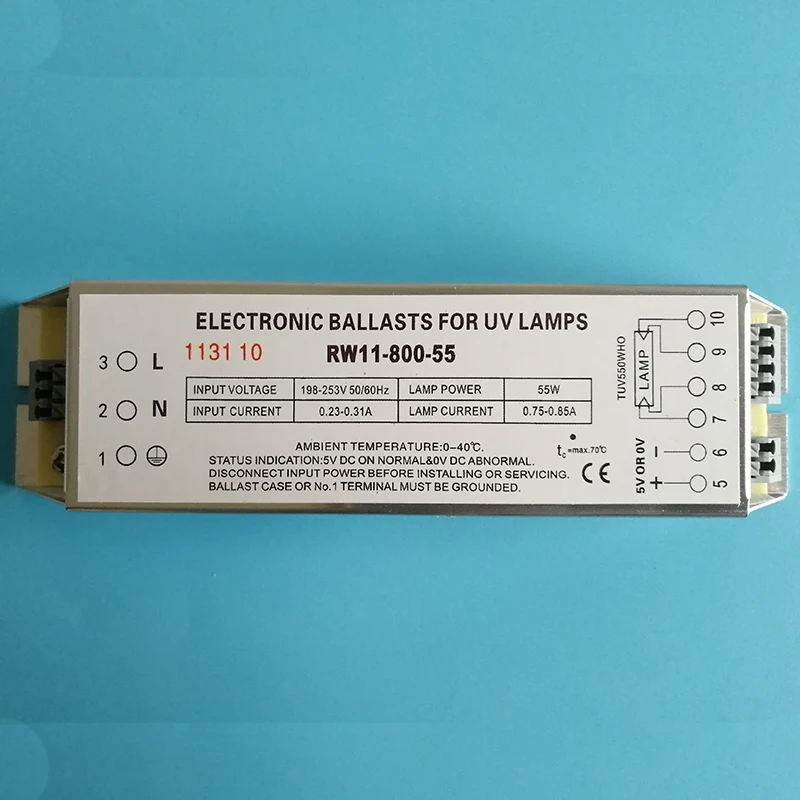 ELECTRONIC BALLASTS FOR UV LAMPS
1131 10 RW11-800-55
3 L
2 N
1
INPUT VOLTAGE 198-253V 50/60Hz LAMP POWER 55W
INPUT CURRENT 0.23-0.31A LAMP CURRENT 0.75-0.85A
AMBIENT TEMPERATURE:0-40℃.
STATUS INDICATION:5V DC ON NORMAL&0V DC ABNORMAL.
DISCONNECT INPUT POWER BEFORE INSTALLING OR SERVICING.
BALLAST CASE OR No.1 TERMINAL MUST BE GROUNDED.
tc=max.70℃
CE
TUV550WHO
LAMP
10
9
8
7
5V OR 0V
- 6
+ 5